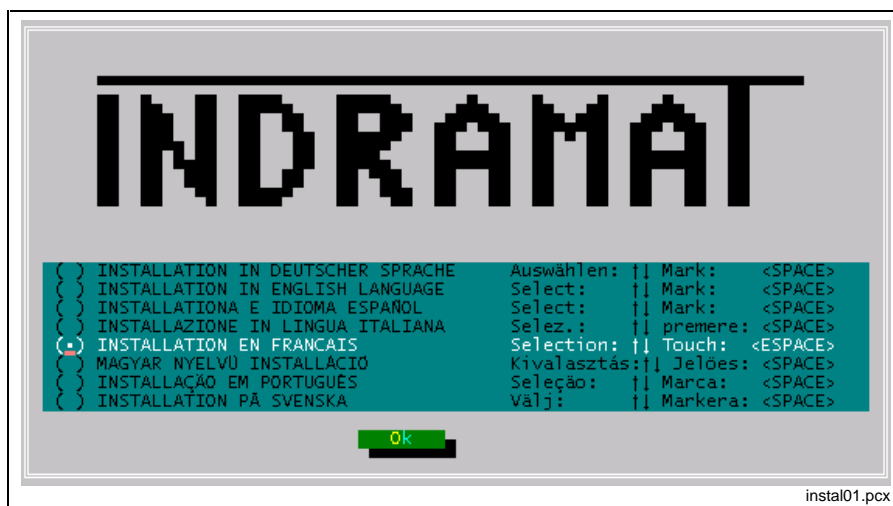 INDRAMAT
( ) INSTALLATION IN DEUTSCHER SPRACHE Auswählen: ↑↓ Mark: <SPACE>
( ) INSTALLATION IN ENGLISH LANGUAGE Select: ↑↓ Mark: <SPACE>
( ) INSTALLATIONA E IDIOMA ESPAÑOL Select: ↑↓ Mark: <SPACE>
( ) INSTALLAZIONE IN LINGUA ITALIANA Selez.: ↑↓ premere: <SPACE>
(▪) INSTALLATION EN FRANCAIS Selection: ↑↓ Touch: <ESPACE>
( ) MAGYAR NYELVÜ INSTALLÁCIÓ Kivalasztás:↑↓ Jelöes: <SPACE>
( ) INSTALLAÇÃO EM PORTUGUÊS Seleção: ↑↓ Marca: <SPACE>
( ) INSTALLATION PÅ SVENSKA Välj: ↑↓ Markera: <SPACE>
Ok
instal01.pcx